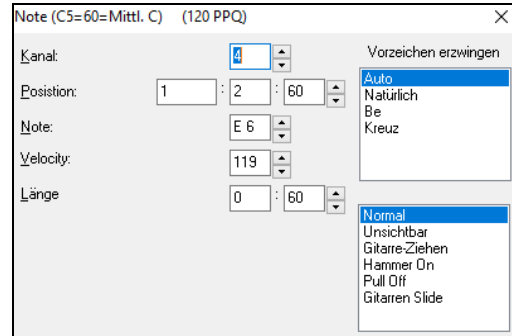 Note (C5=60=Mittl. C) (120 PPQ)
Kanal: 4
Posistion: 1 : 2 : 60
Note: E 6
Velocity: 119
Länge 0 : 60
Vorzeichen erzwingen
Auto
Natürlich
Be
Kreuz
Normal
Unsichtbar
Gitarre-Ziehen
Hammer On
Pull Off
Gitarren Slide